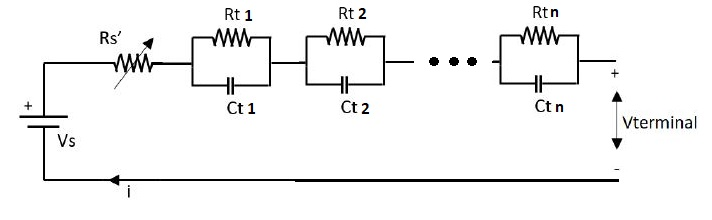 Rt 1
Rt 2
Rt n
Rs'
Ct 1
Ct 2
Ct n
+
+
Vterminal
Vs
-
i